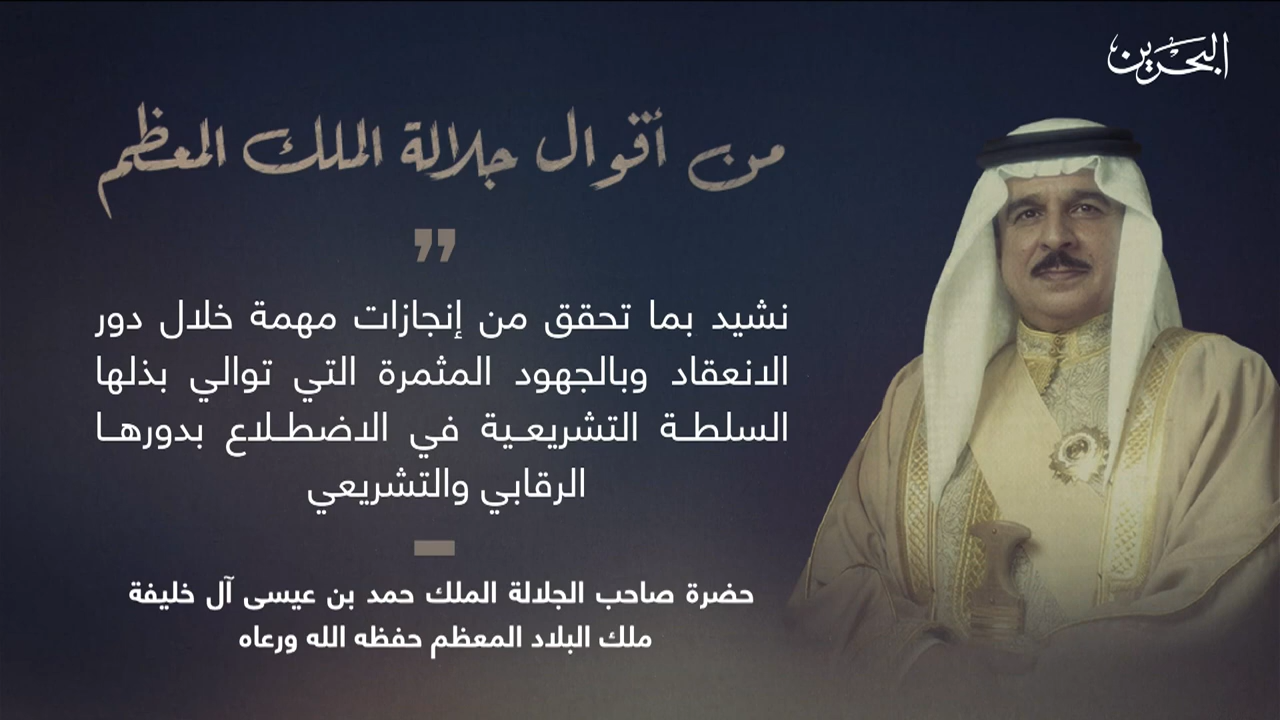 البحرين
من أقوال جلالة الملك المعظم
”
نشيد بما تحقق من إنجازات مهمة خلال دور
الانعقاد وبالجهود المثمرة التي توالي بذلها
السلطة التشريعية في الاضطلاع بدورها
الرقابي والتشريعي
حضرة صاحب الجلالة الملك حمد بن عيسى آل خليفة
ملك البلاد المعظم حفظه الله ورعاه